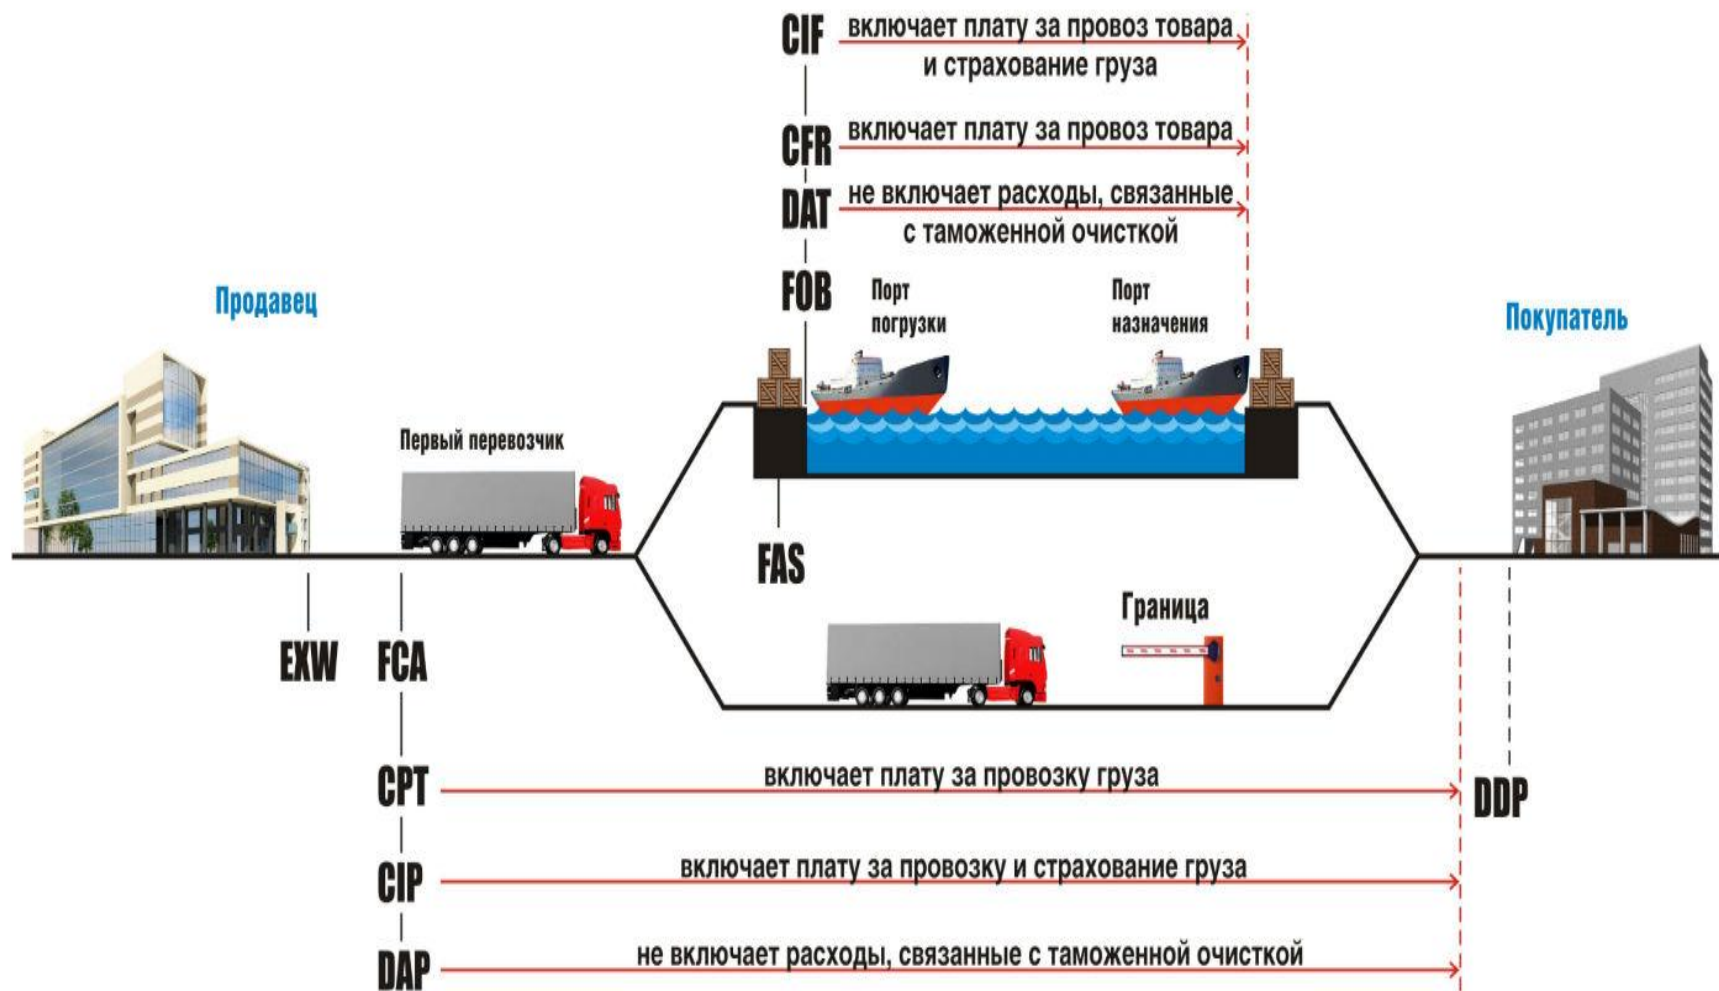 CIF
включает плату за провоз товара
и страхование груза
CFR
включает плату за провоз товара
DAT
не включает расходы, связанные
с таможенной очисткой
FOB
Порт
погрузки
Порт
назначения
Продавец
Покупатель
Первый перевозчик
FAS
Граница
EXW
FCA
CPT
включает плату за провозку груза
DDP
CIP
включает плату за провозку и страхование груза
DAP
не включает расходы, связанные с таможенной очисткой